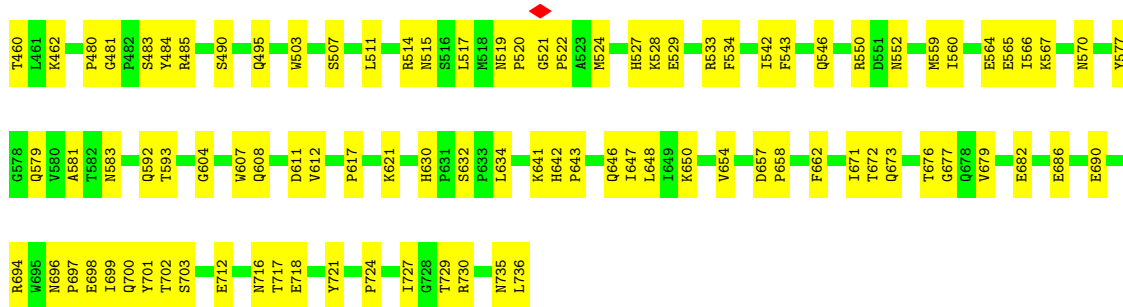 T460 L461 K462 P480 G481 P482 S483 Y484 R485 S490 Q495 W503 S507 L511 R514 N515 S516 L517 M518 N519 P520 G521 P522 A523 M524 H527 K528 E529 R533 F534 I542 F543 Q546 R550 D551 N552 M559 I560 E564 E565 I566 K567 N570 Y577
G578 Q579 V580 A581 T582 N583 Q592 T593 G604 W607 Q608 D611 V612 P617 K621 H630 P631 S632 P633 L634 K641 H642 P643 Q646 I647 L648 I649 K650 V654 D657 P658 F662 I671 T672 Q673 T676 G677 Q678 V679 E682 E686 E690
R694 W695 N696 P697 E698 I699 Q700 Y701 T702 S703 E712 N716 T717 E718 Y721 P724 I727 G728 T729 R730 N735 L736